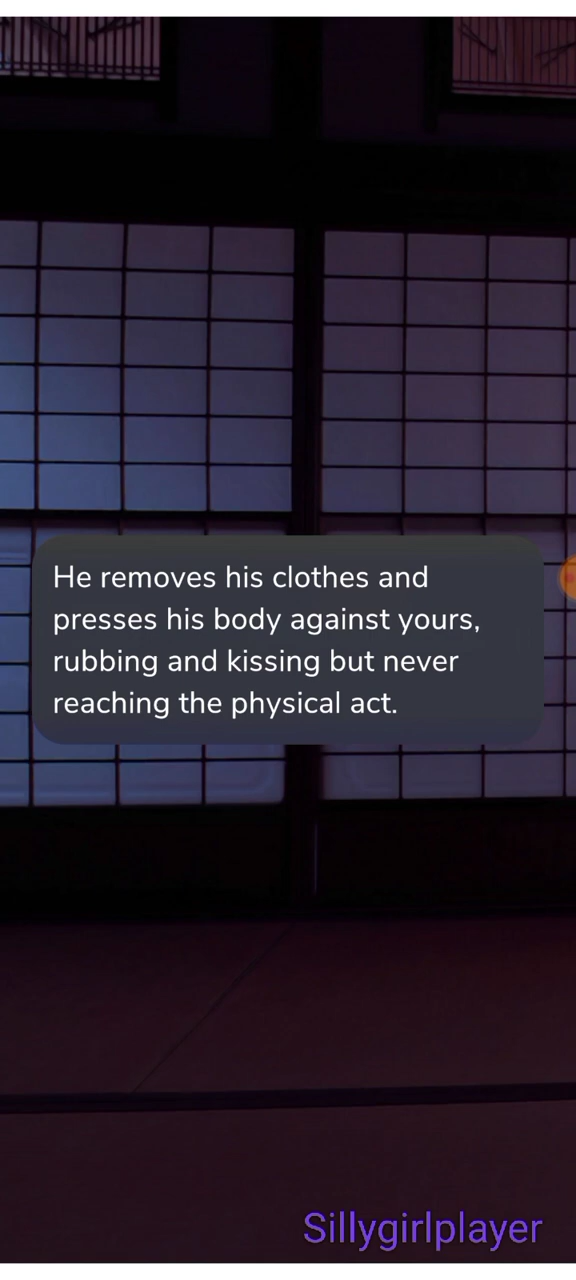 He removes his clothes and
presses his body against yours,
rubbing and kissing but never
reaching the physical act.
Sillygirlplayer